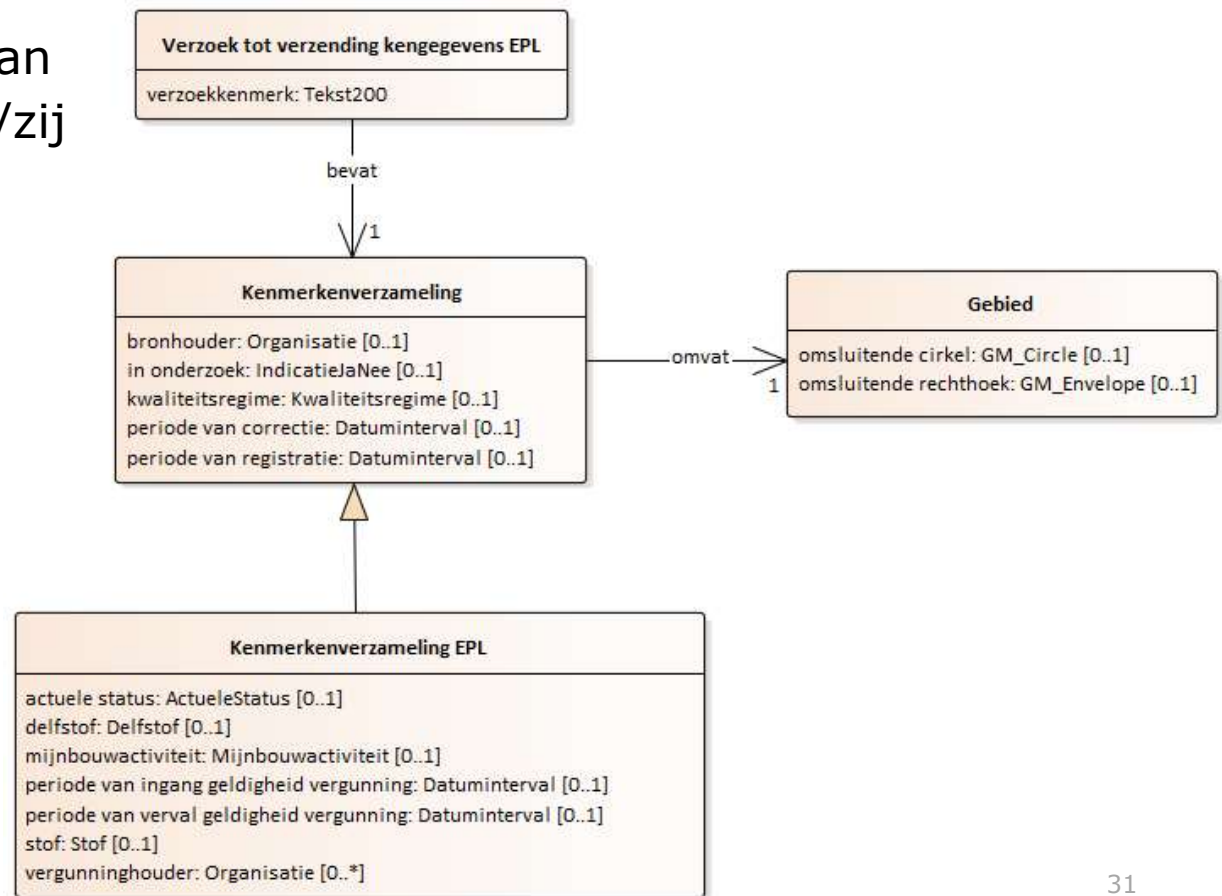 an
/zij
Verzoek tot verzending kengegevens EPL
verzoekkenmerk: Tekst200
bevat
1
Kenmerkenverzameling
bronhouder: Organisatie [0..1]
in onderzoek: IndicatieJaNee [0..1]
kwaliteitsregime: Kwaliteitsregime [0..1]
periode van correctie: Datuminterval [0..1]
periode van registratie: Datuminterval [0..1]
omvat
1
Gebied
omsluitende cirkel: GM_Circle [0..1]
omsluitende rechthoek: GM_Envelope [0..1]
Kenmerkenverzameling EPL
actuele status: ActueleStatus [0..1]
delfstof: Delfstof [0..1]
mijnbouwactiviteit: Mijnbouwactiviteit [0..1]
periode van ingang geldigheid vergunning: Datuminterval [0..1]
periode van verval geldigheid vergunning: Datuminterval [0..1]
stof: Stof [0..1]
vergunninghouder: Organisatie [0..*]
31